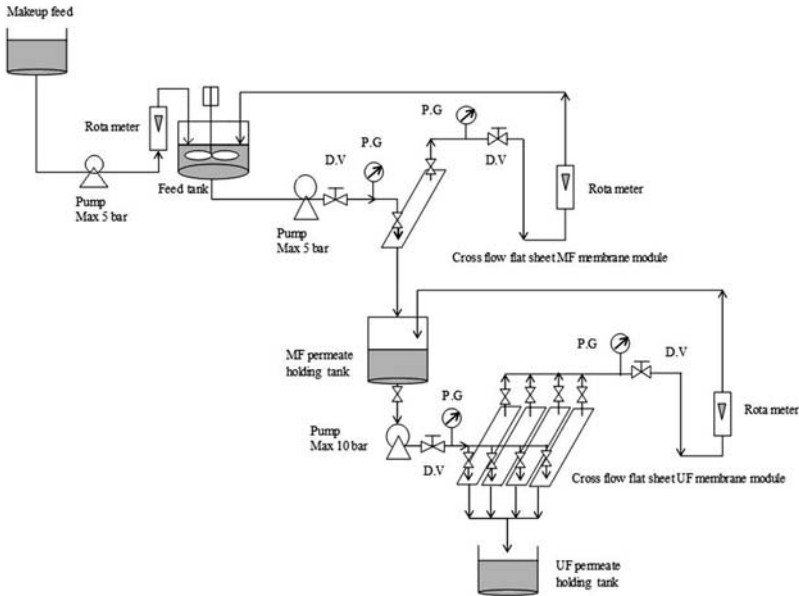 Makeup feed
Rota meter
Pump
Max 5 bar
Feed tank
D.V
P.G
Pump
Max 5 bar
P.G
D.V
Rota meter
Cross flow flat sheet MF membrane module
MF permeate
holding tank
P.G
Pump
Max 10 bar
D.V
P.G
D.V
Rota meter
Cross flow flat sheet UF membrane module
UF permeate
holding tank